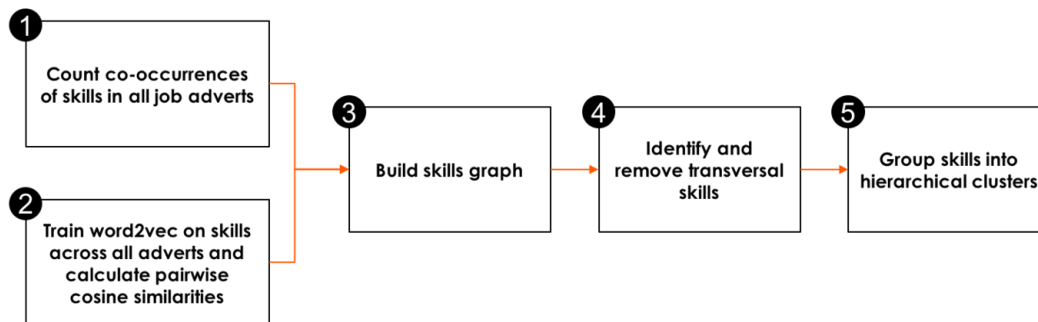 1
Count co-occurrences
of skills in all job adverts
2
Train word2vec on skills
across all adverts and
calculate pairwise
cosine similarities
3
Build skills graph
4
Identify and
remove transversal
skills
5
Group skills into
hierarchical clusters